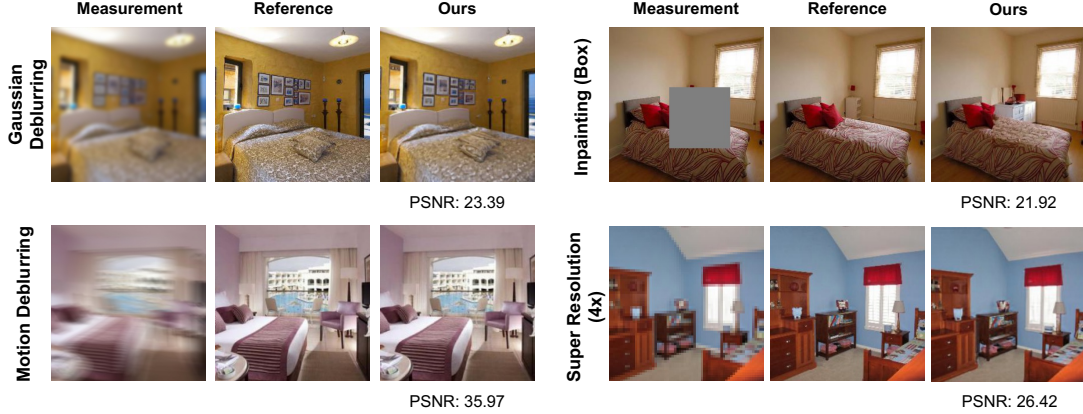 Measurement Reference Ours
Gaussian
Deblurring
PSNR: 23.39
Motion Deblurring
PSNR: 35.97
Measurement Reference Ours
Inpainting (Box)
PSNR: 21.92
Super Resolution
(4x)
PSNR: 26.42